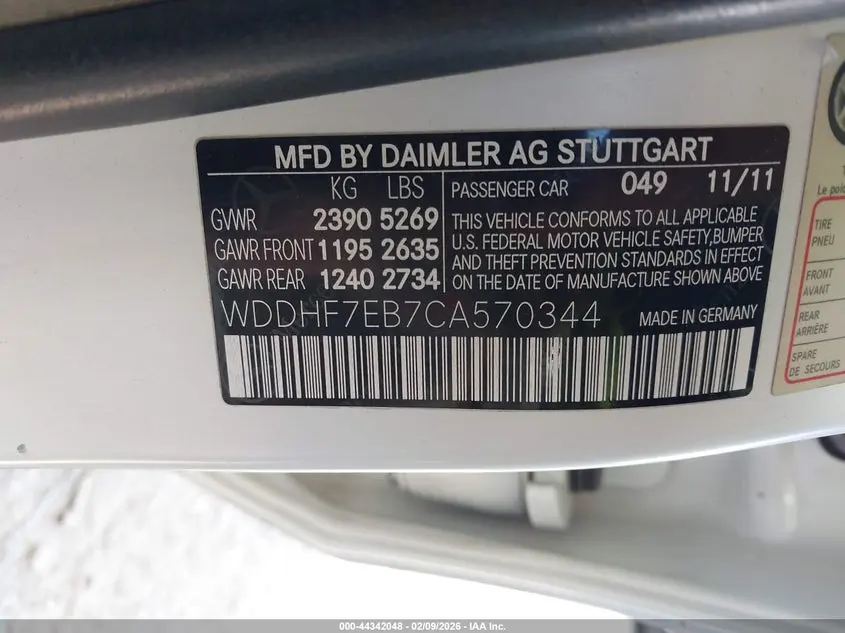 MFD BY DAIMLER AG STUTTGART
KG LBS
GVWR 2390 5269
GAWR FRONT 1195 2635
GAWR REAR 1240 2734
PASSENGER CAR 049 11/11
THIS VEHICLE CONFORMS TO ALL APPLICABLE
U.S. FEDERAL MOTOR VEHICLE SAFETY,BUMPER
AND THEFT PREVENTION STANDARDS IN EFFECT
ON THE DATE OF MANUFACTURE SHOWN ABOVE
WDDHF7EB7CA570344 MADE IN GERMANY
Le poi
TIRE
PNEU
FRONT
AVANT
REAR
ARRIÈRE
SPARE
DE SECOURS
000-44342048 - 02/09/2026 - IAA Inc.